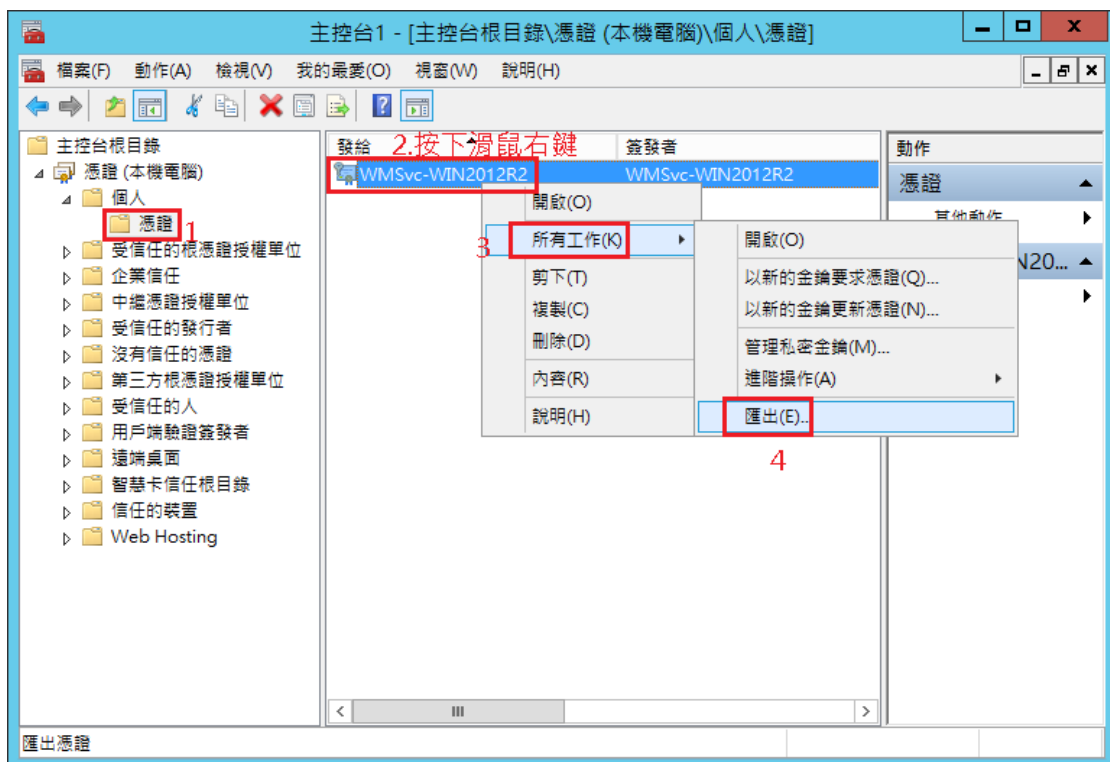 主控台1 - [主控台根目錄\憑證 (本機電腦)\個人\憑證]
檔案(F) 動作(A) 檢視(V) 我的最愛(O) 視窗(W) 說明(H)
主控台根目錄
憑證 (本機電腦)
個人
憑證
1
受信任的根憑證授權單位
企業信任
中繼憑證授權單位
受信任的發行者
沒有信任的憑證
第三方根憑證授權單位
受信任的人
用戶端驗證簽發者
遠端桌面
智慧卡信任根目錄
信任的裝置
Web Hosting
發給 2.按下滑鼠右鍵 簽發者
WMSvc-WIN2012R2 WMSvc-WIN2012R2
開啟(O)
3 所有工作(K)
剪下(T)
複製(C)
刪除(D)
內容(R)
說明(H)
開啟(O)
以新的金鑰要求憑證(Q)...
以新的金鑰更新憑證(N)...
管理私密金鑰(M)...
進階操作(A)
匯出(E)...
4
動作
憑證
其他動作
N20...
匯出憑證